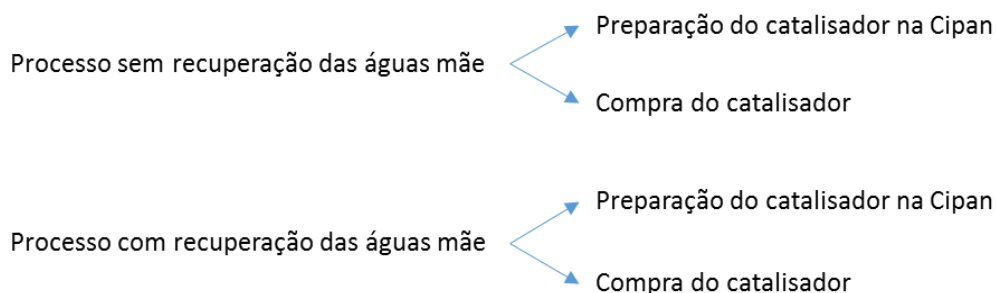 Preparação do catalisador na Cipan
Processo sem recuperação das águas mãe
Compra do catalisador
Preparação do catalisador na Cipan
Processo com recuperação das águas mãe
Compra do catalisador